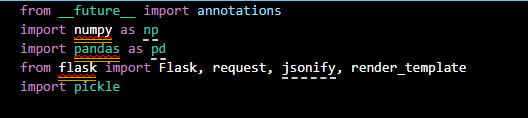 from __future__ import annotations
import numpy as np
import pandas as pd
from flask import Flask, request, jsonify, render_template
import pickle